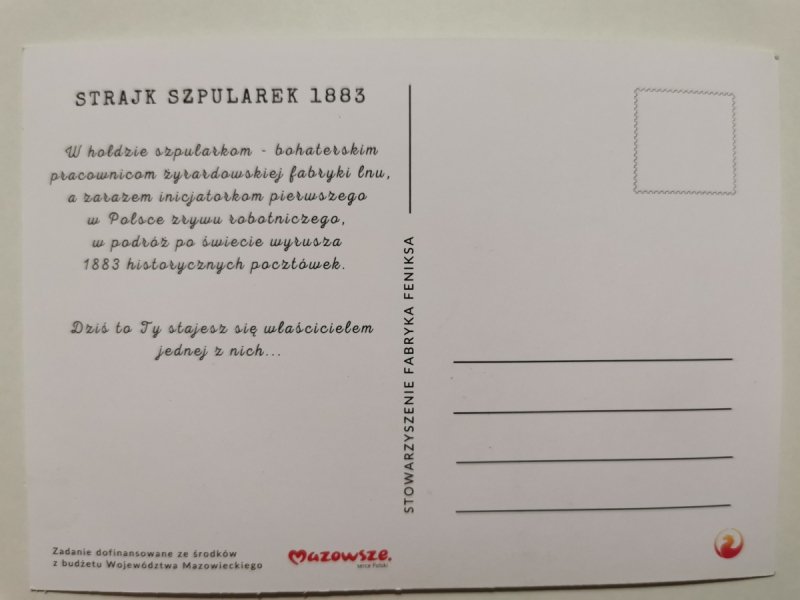 STRAJK SZPULAREK 1883
W hołdzie szpularkom - bohaterskim
pracownicom żyrardowskiej fabryki lnu,
a zarazem inicjatorkom pierwszego
w Polsce zrywu robotniczego,
w podróż po świecie wyrusza
1883 historycznych pocztówek.
Dziś to Ty stajesz się właścicielem
jednej z nich...
Zadanie dofinansowane ze środków
z budżetu Województwa Mazowieckiego
Mazowsze.
serce Polski
STOWARZYSZENIE FABRYKA FENIKSA